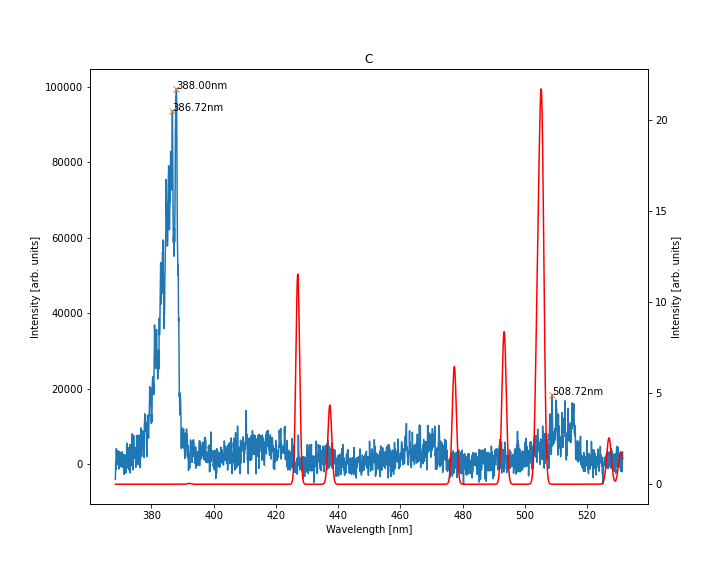 C
388.00nm
386.72nm
508.72nm
100000
80000
60000
40000
20000
0
20
15
10
5
0
Intensity [arb. units]
Intensity [arb. units]
380 400 420 440 460 480 500 520
Wavelength [nm]